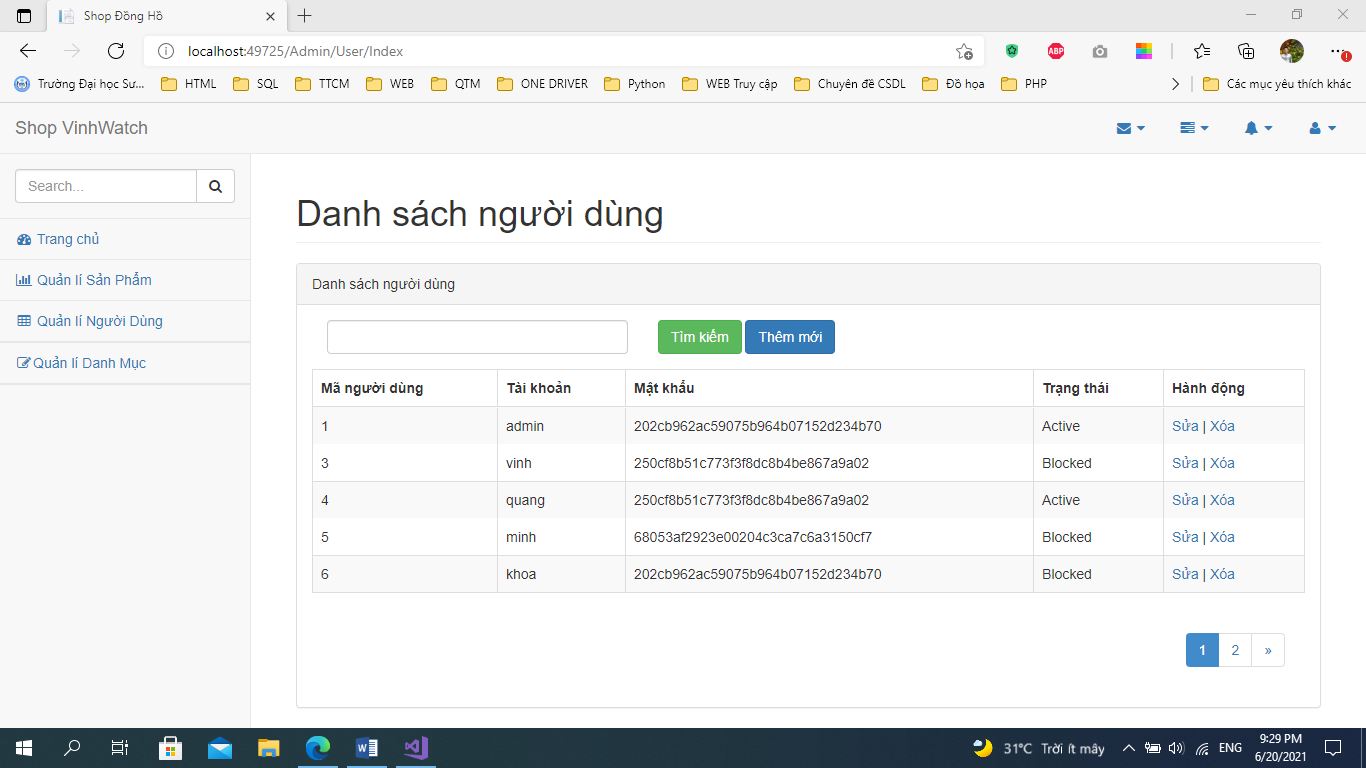 Shop Đồng Hồ
localhost:49725/Admin/User/Index
ABP
Trường Đại học Sư... HTML SQL TTCM WEB QTM ONE DRIVER Python WEB Truy cập Chuyên đề CSDL Đồ họa PHP Các mục yêu thích khác
Shop VinhWatch
Search...
Trang chủ
Quản lí Sản Phẩm
Quản lí Người Dùng
Quản lí Danh Mục
Danh sách người dùng
Danh sách người dùng
Tìm kiếm Thêm mới
Mã người dùng Tài khoản Mật khẩu Trạng thái Hành động
1 admin 202cb962ac59075b964b07152d234b70 Active Sửa | Xóa
3 vinh 250cf8b51c773f3f8dc8b4be867a9a02 Blocked Sửa | Xóa
4 quang 250cf8b51c773f3f8dc8b4be867a9a02 Active Sửa | Xóa
5 minh 68053af2923e00204c3ca7c6a3150cf7 Blocked Sửa | Xóa
6 khoa 202cb962ac59075b964b07152d234b70 Blocked Sửa | Xóa
1 2 »
31°C Trời ít mây ENG 9:29 PM
6/20/2021